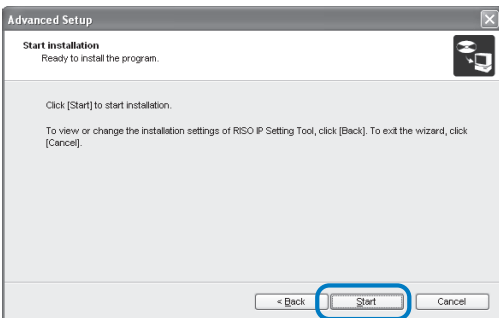 Advanced Setup
Start installation
Ready to install the program.
Click [Start] to start installation.
To view or change the installation settings of RISO IP Setting Tool, click [Back]. To exit the wizard, click
[Cancel].
< Back Start Cancel